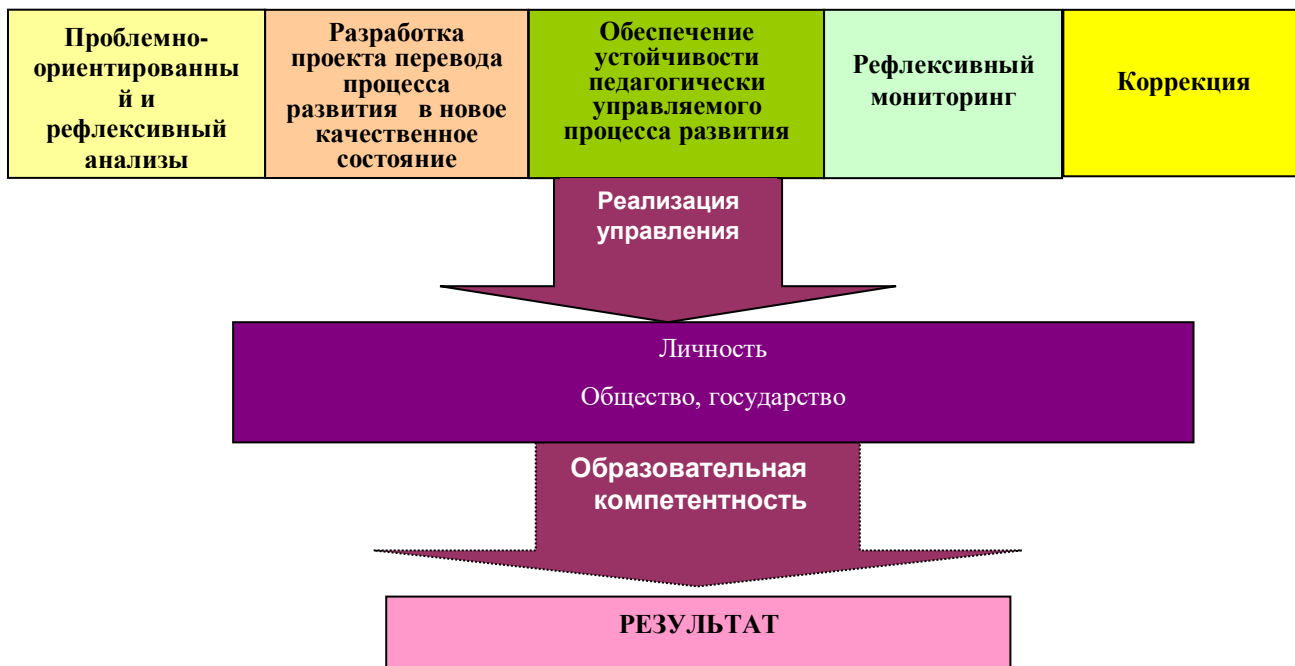 Проблемно-
ориентированны
й и
рефлексивный
анализы
Разработка
проекта перевода
процесса
развития в новое
качественное
состояние
Обеспечение
устойчивости
педагогически
управляемого
процесса развития
Рефлексивный
мониторинг
Коррекция
Реализация
управления
Личность
Общество, государство
Образовательная
компетентность
РЕЗУЛЬТАТ